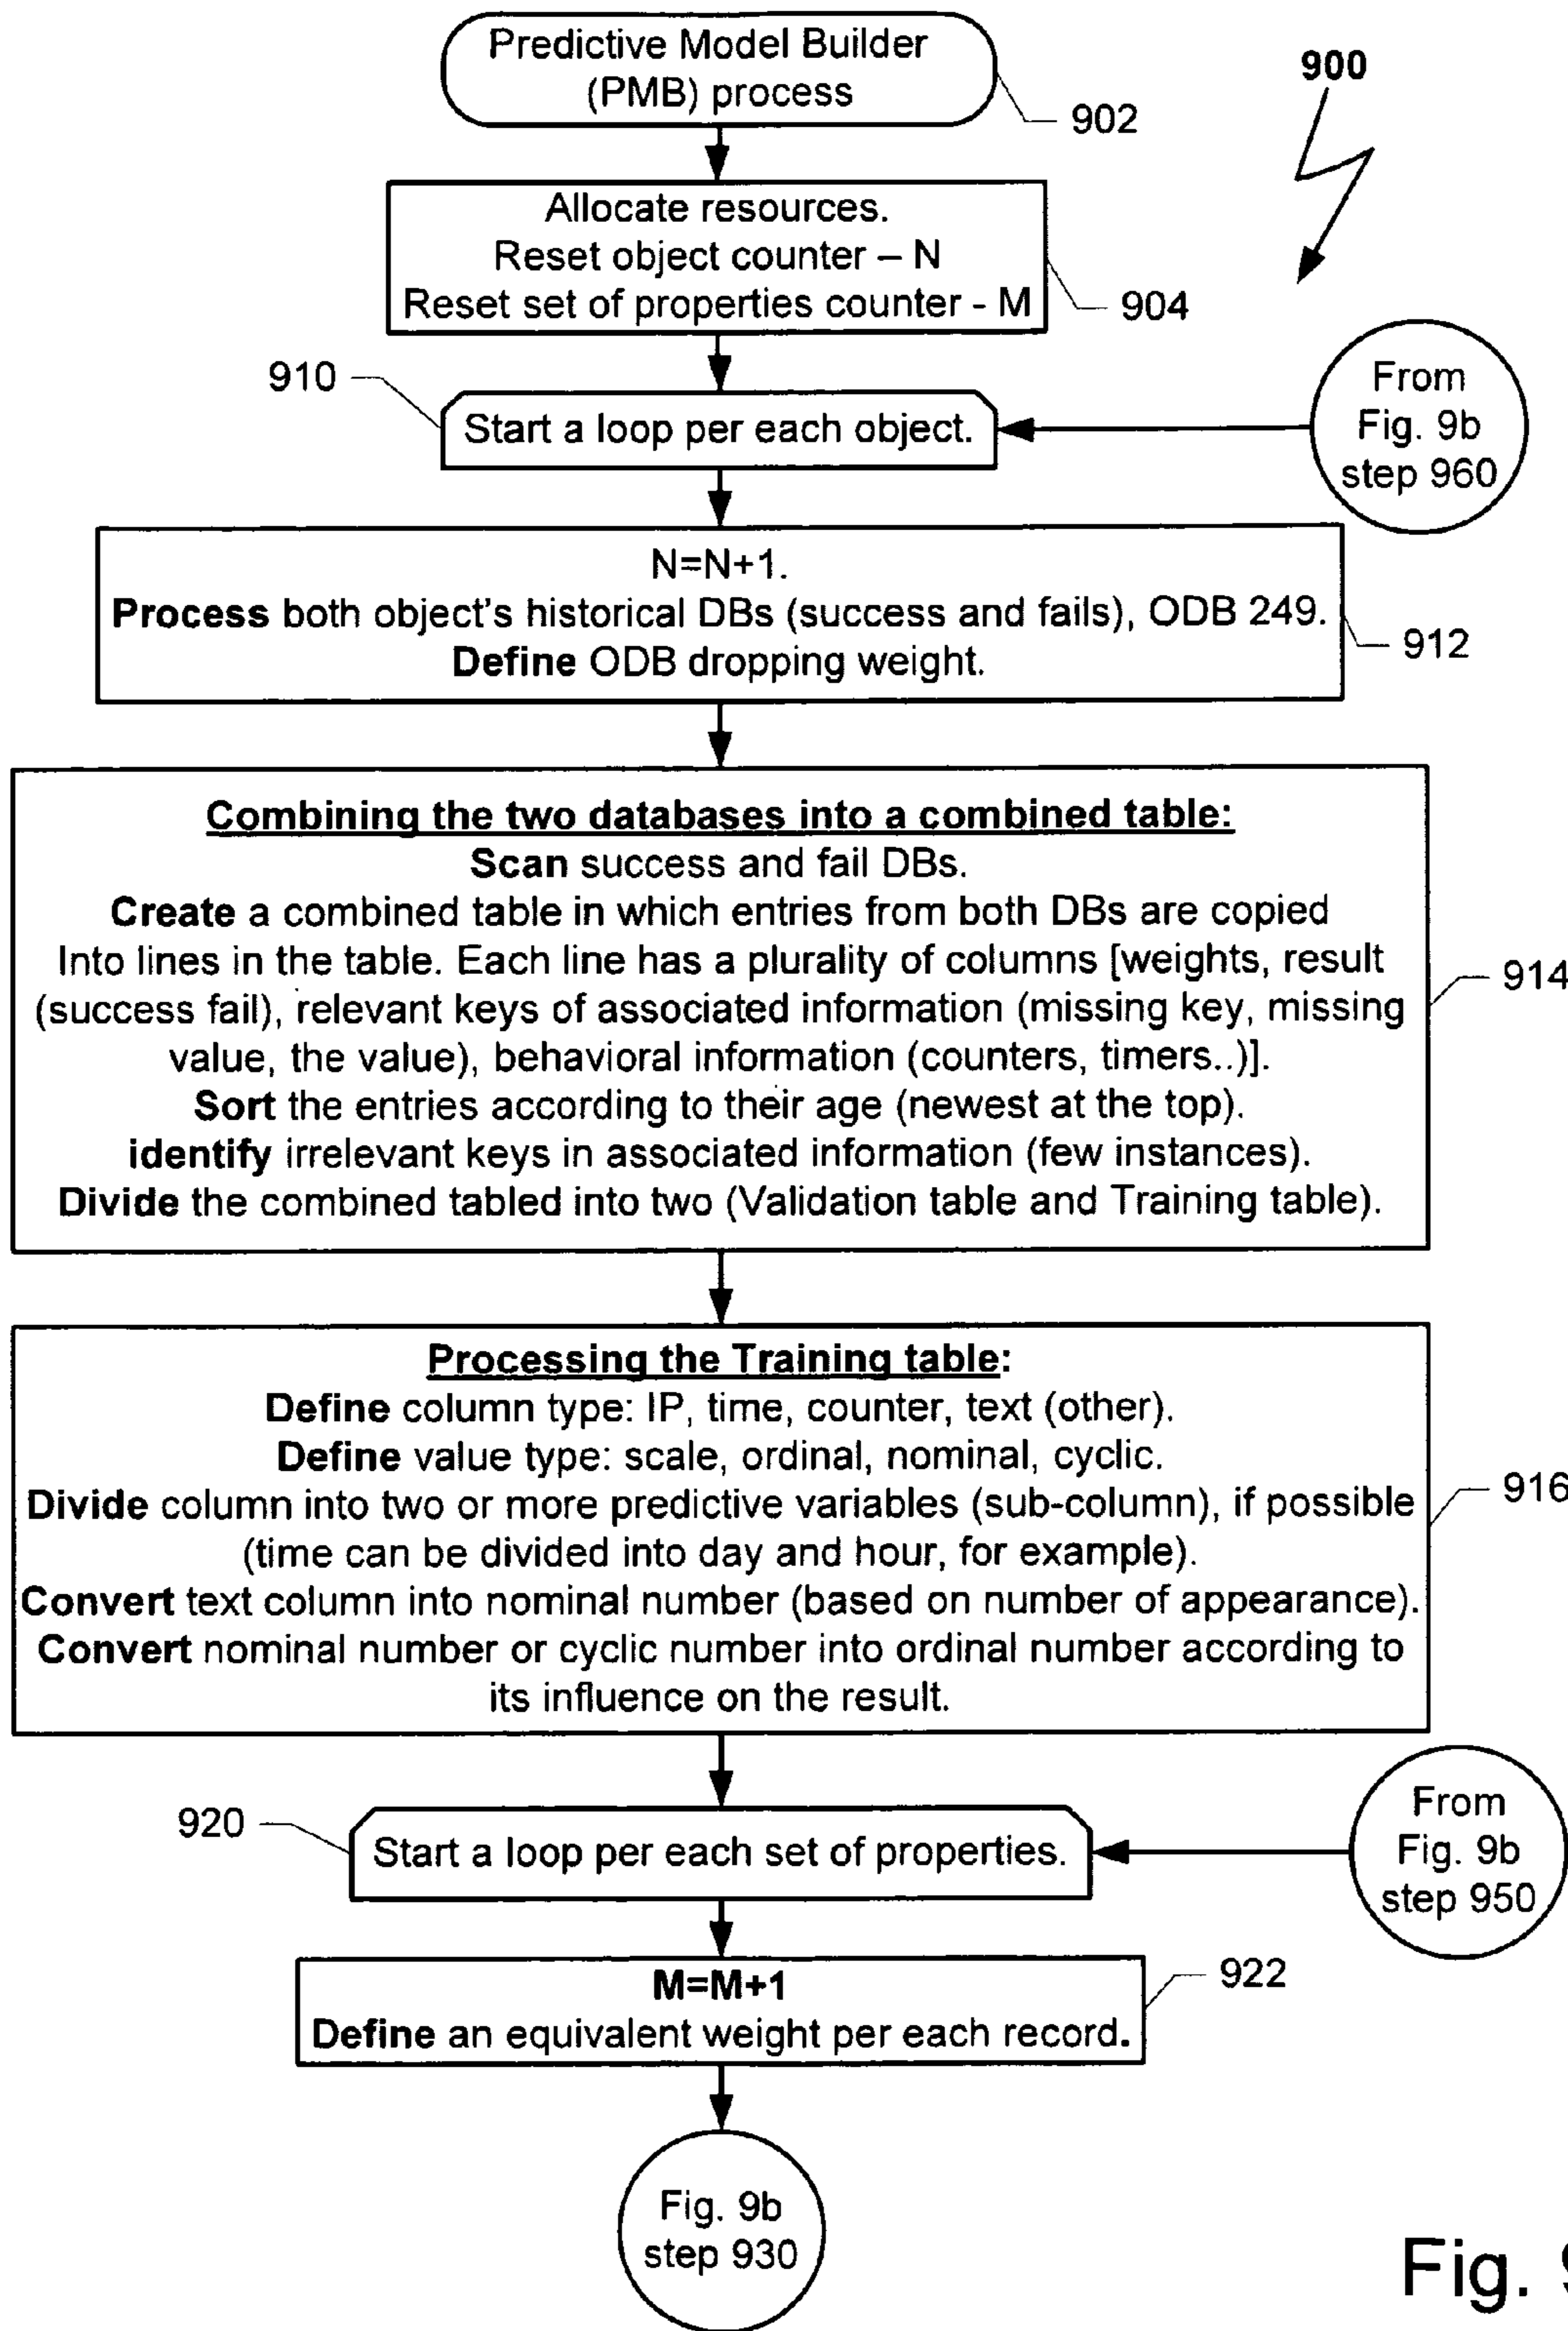 Predictive Model Builder
(PMB) process
902
900
Allocate resources.
Reset object counter – N
Reset set of properties counter - M
904
910
Start a loop per each object.
From
Fig. 9b
step 960
N=N+1.
Process both object's historical DBs (success and fails), ODB 249.
Define ODB dropping weight.
912
Combining the two databases into a combined table:
Scan success and fail DBs.
Create a combined table in which entries from both DBs are copied
Into lines in the table. Each line has a plurality of columns [weights, result
(success fail), relevant keys of associated information (missing key, missing
value, the value), behavioral information (counters, timers..)].
Sort the entries according to their age (newest at the top).
identify irrelevant keys in associated information (few instances).
Divide the combined tabled into two (Validation table and Training table).
914
Processing the Training table:
Define column type: IP, time, counter, text (other).
Define value type: scale, ordinal, nominal, cyclic.
Divide column into two or more predictive variables (sub-column), if possible
(time can be divided into day and hour, for example).
Convert text column into nominal number (based on number of appearance).
Convert nominal number or cyclic number into ordinal number according to
its influence on the result.
916
920
Start a loop per each set of properties.
From
Fig. 9b
step 950
M=M+1
Define an equivalent weight per each record.
922
Fig. 9b
step 930
Fig.